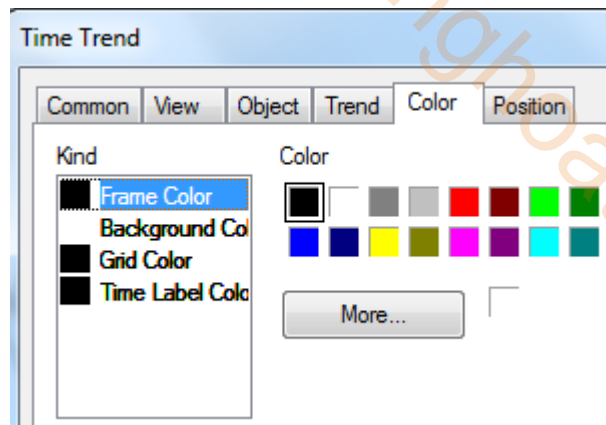 Time Trend
Common View Object Trend Color Position
Kind
Color
Frame Color
Background Col
Grid Color
Time Label Colo
More...